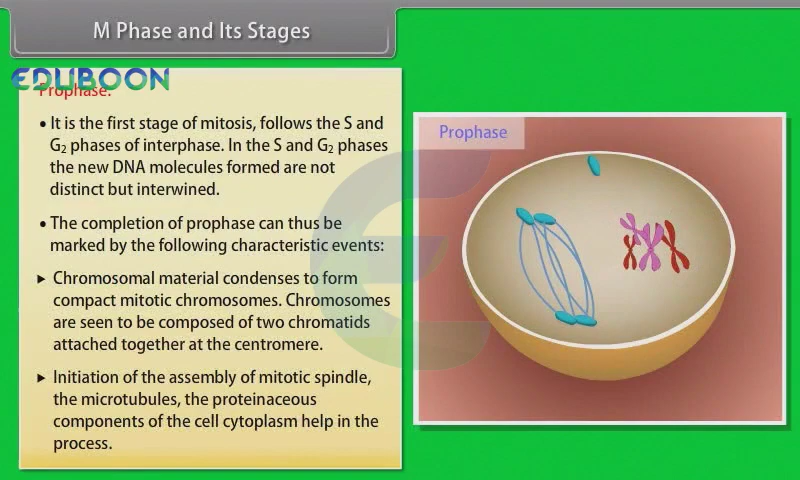 M Phase and Its Stages
EDUBOON
Prophase:
• It is the first stage of mitosis, follows the S and
G₂ phases of interphase. In the S and G₂ phases
the new DNA molecules formed are not
distinct but interwined.
• The completion of prophase can thus be
marked by the following characteristic events:
► Chromosomal material condenses to form
compact mitotic chromosomes. Chromosomes
are seen to be composed of two chromatids
attached together at the centromere.
► Initiation of the assembly of mitotic spindle,
the microtubules, the proteinaceous
components of the cell cytoplasm help in the
process.
Prophase